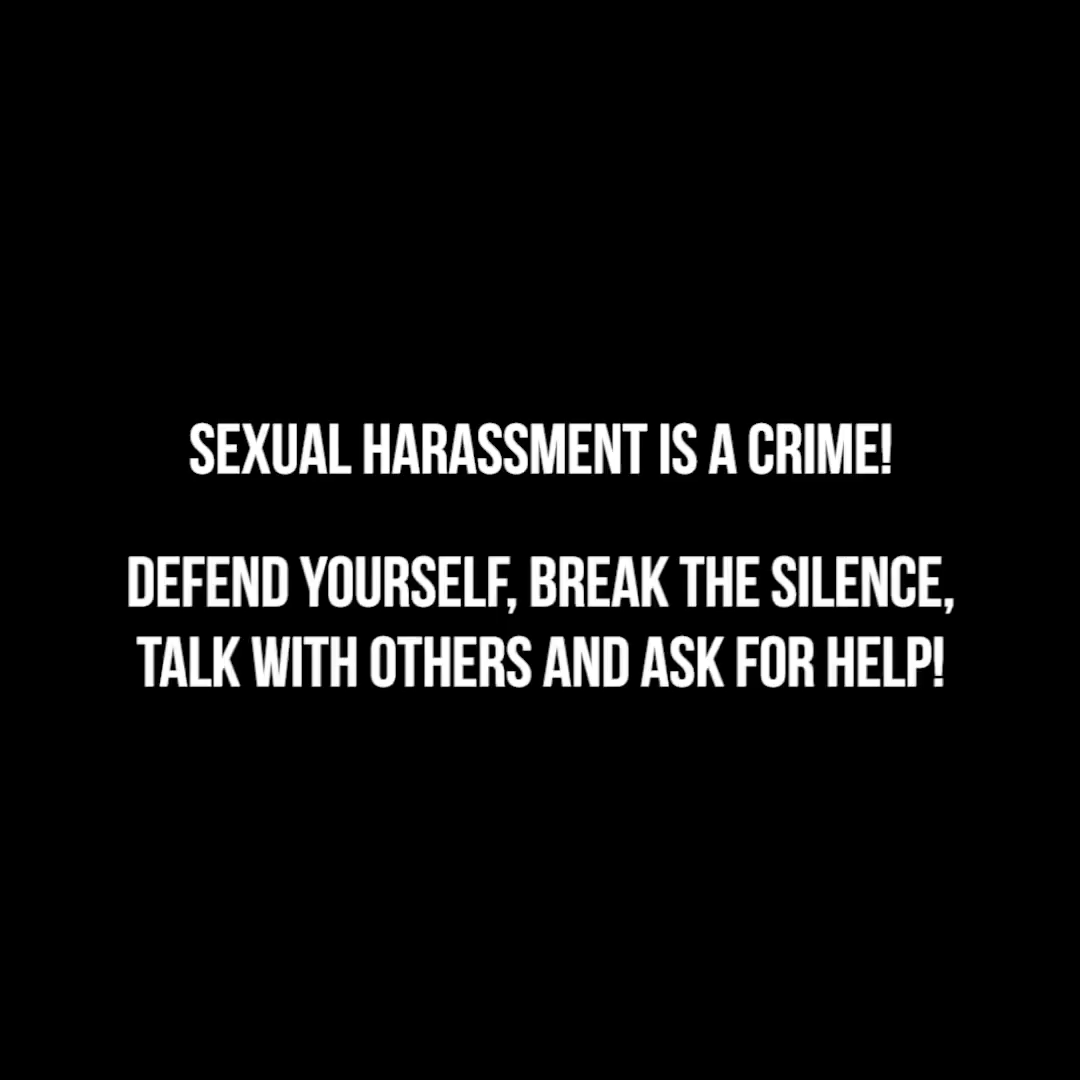 SEXUAL HARASSMENT IS A CRIME!
DEFEND YOURSELF, BREAK THE SILENCE,
TALK WITH OTHERS AND ASK FOR HELP!